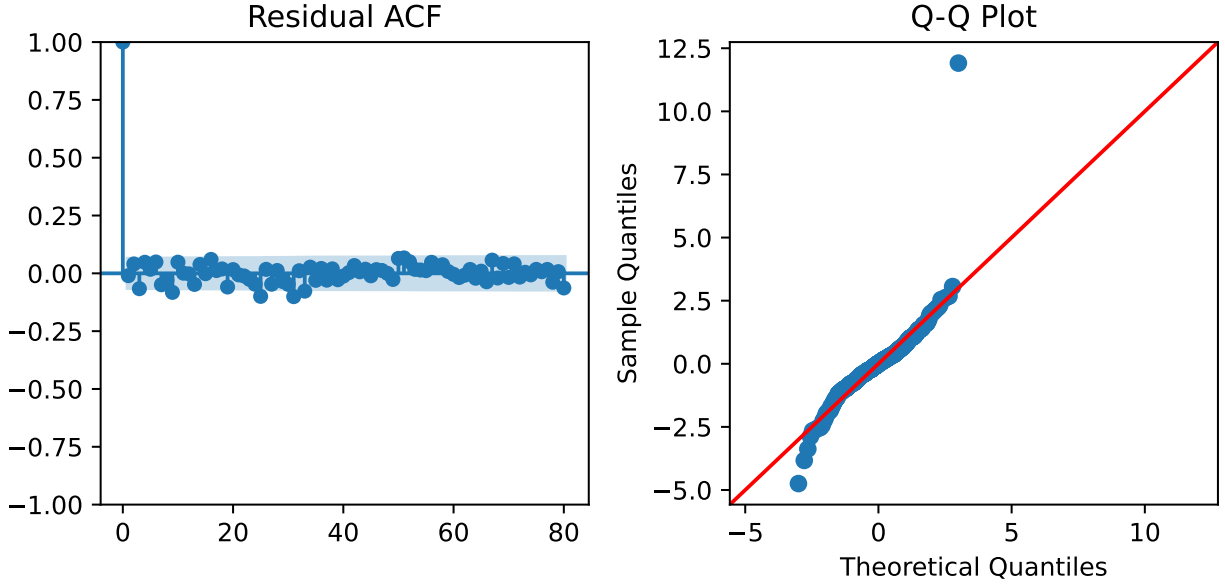 Residual ACF
1.00
0.75
0.50
0.25
0.00
−0.25
−0.50
−0.75
−1.00
0 20 40 60 80
Q-Q Plot
Sample Quantiles
12.5
10.0
7.5
5.0
2.5
0.0
−2.5
−5.0
−5 0 5 10
Theoretical Quantiles